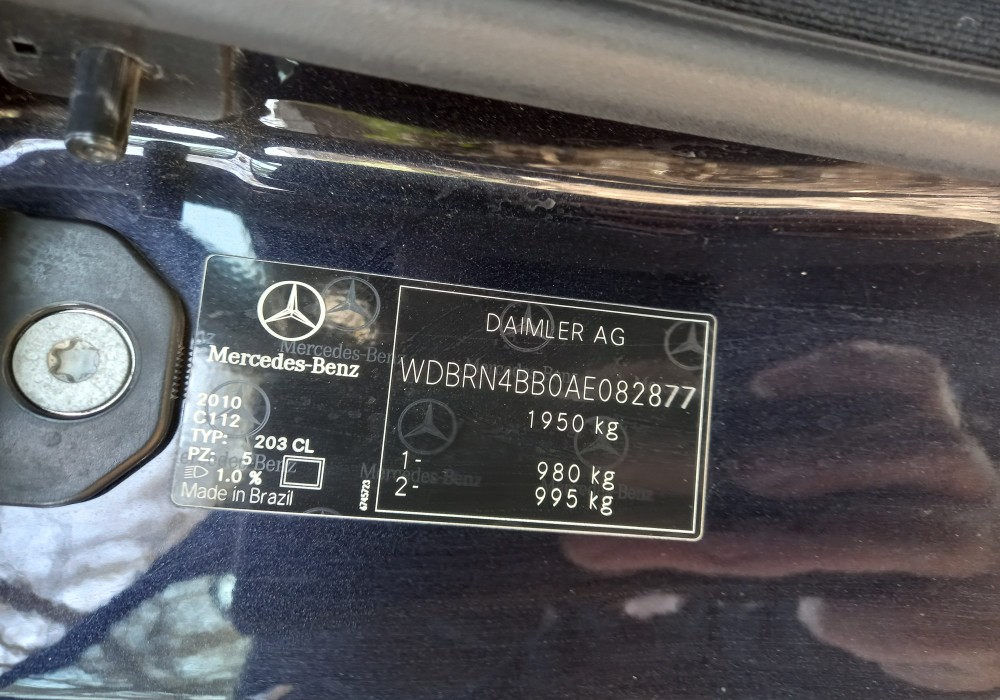 Mercedes-Benz
2010
C112
TYP: 203 CL
PZ: 5
1.0 %
Made in Brazil
6745723
DAIMLER AG
WDBRN4BB0AE082877
1950 kg
1- 980 kg
2- 995 kg